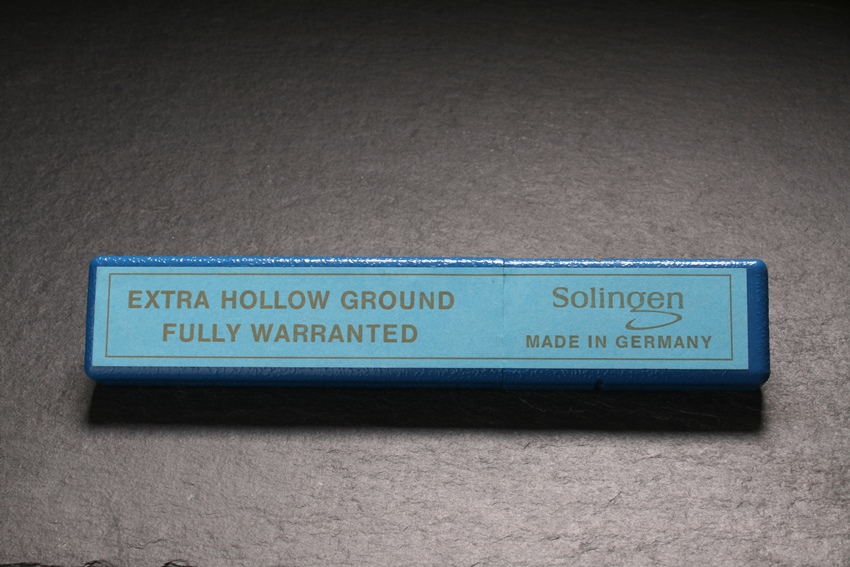 EXTRA HOLLOW GROUND
FULLY WARRANTED
Solingen
MADE IN GERMANY